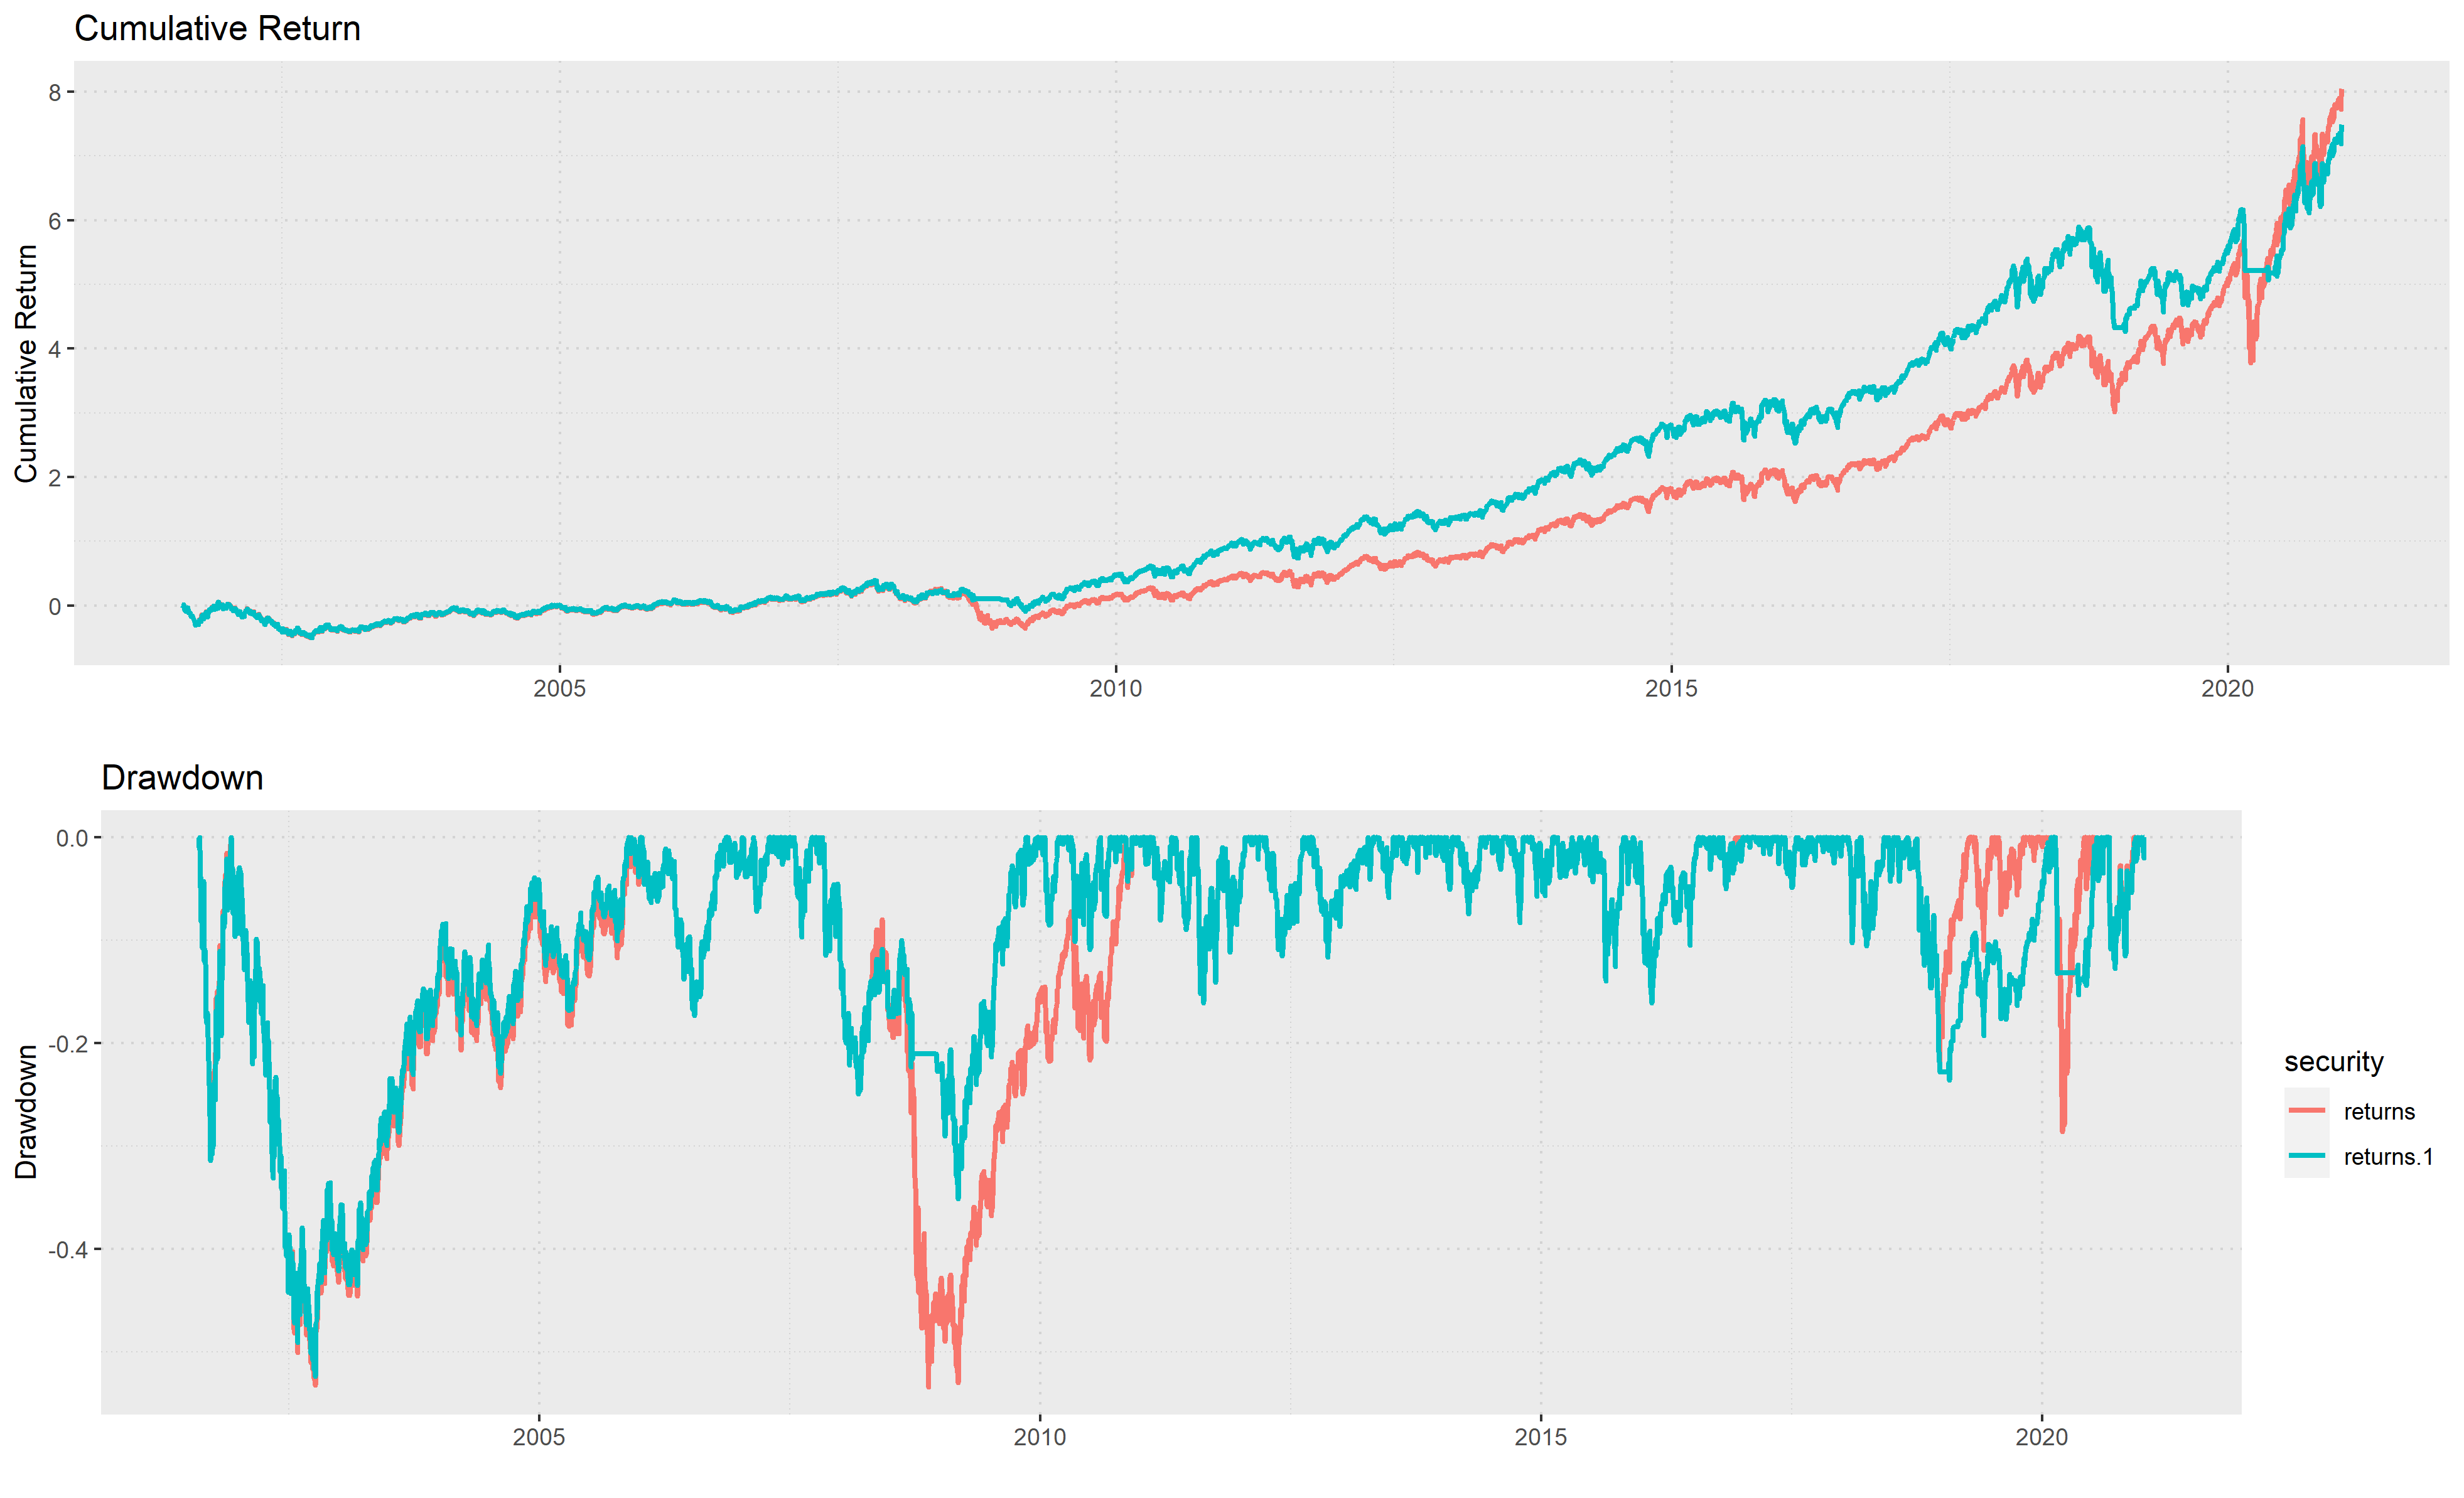 Cumulative Return
Cumulative Return
8
6
4
2
0
2005 2010 2015 2020
Drawdown
Drawdown
0.0
-0.2
-0.4
2005 2010 2015 2020
security
returns
returns.1